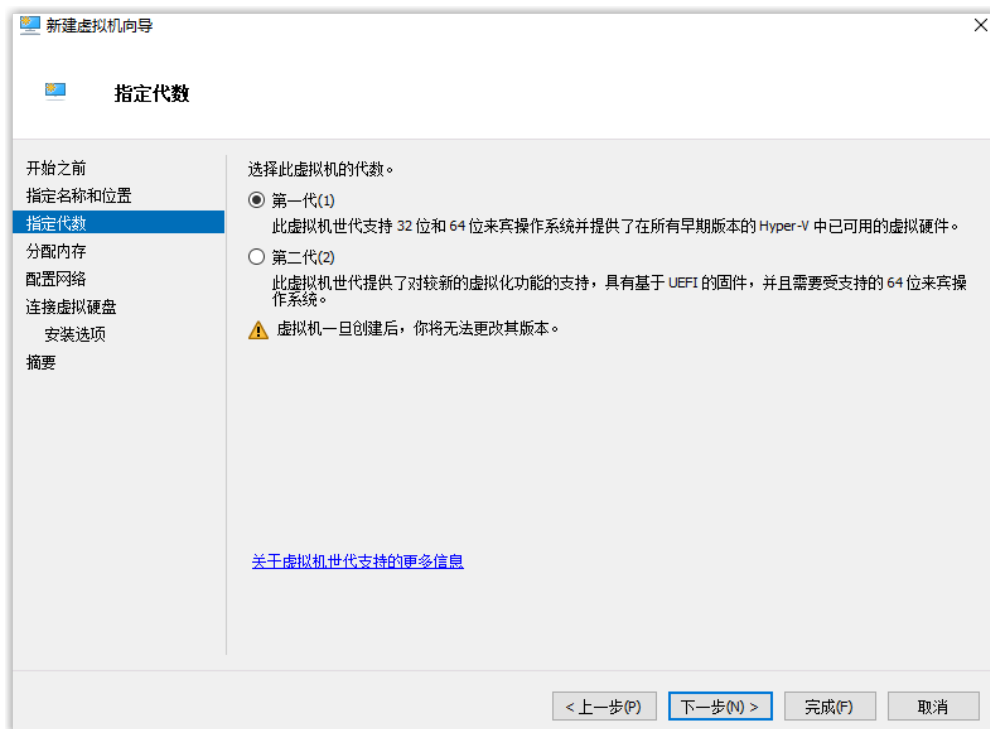 新建虚拟机向导
指定代数
开始之前
指定名称和位置
指定代数
分配内存
配置网络
连接虚拟硬盘
安装选项
摘要
选择此虚拟机的代数。
第一代(1)
此虚拟机世代支持 32 位和 64 位来宾操作系统并提供了在所有早期版本的 Hyper-V 中已可用的虚拟硬件。
第二代(2)
此虚拟机世代提供了对较新的虚拟化功能的支持，具有基于 UEFI 的固件，并且需要受支持的 64 位来宾操
作系统。
虚拟机一旦创建后，你将无法更改其版本。
关于虚拟机世代支持的更多信息
< 上一步(P)
下一步(N) >
完成(F)
取消